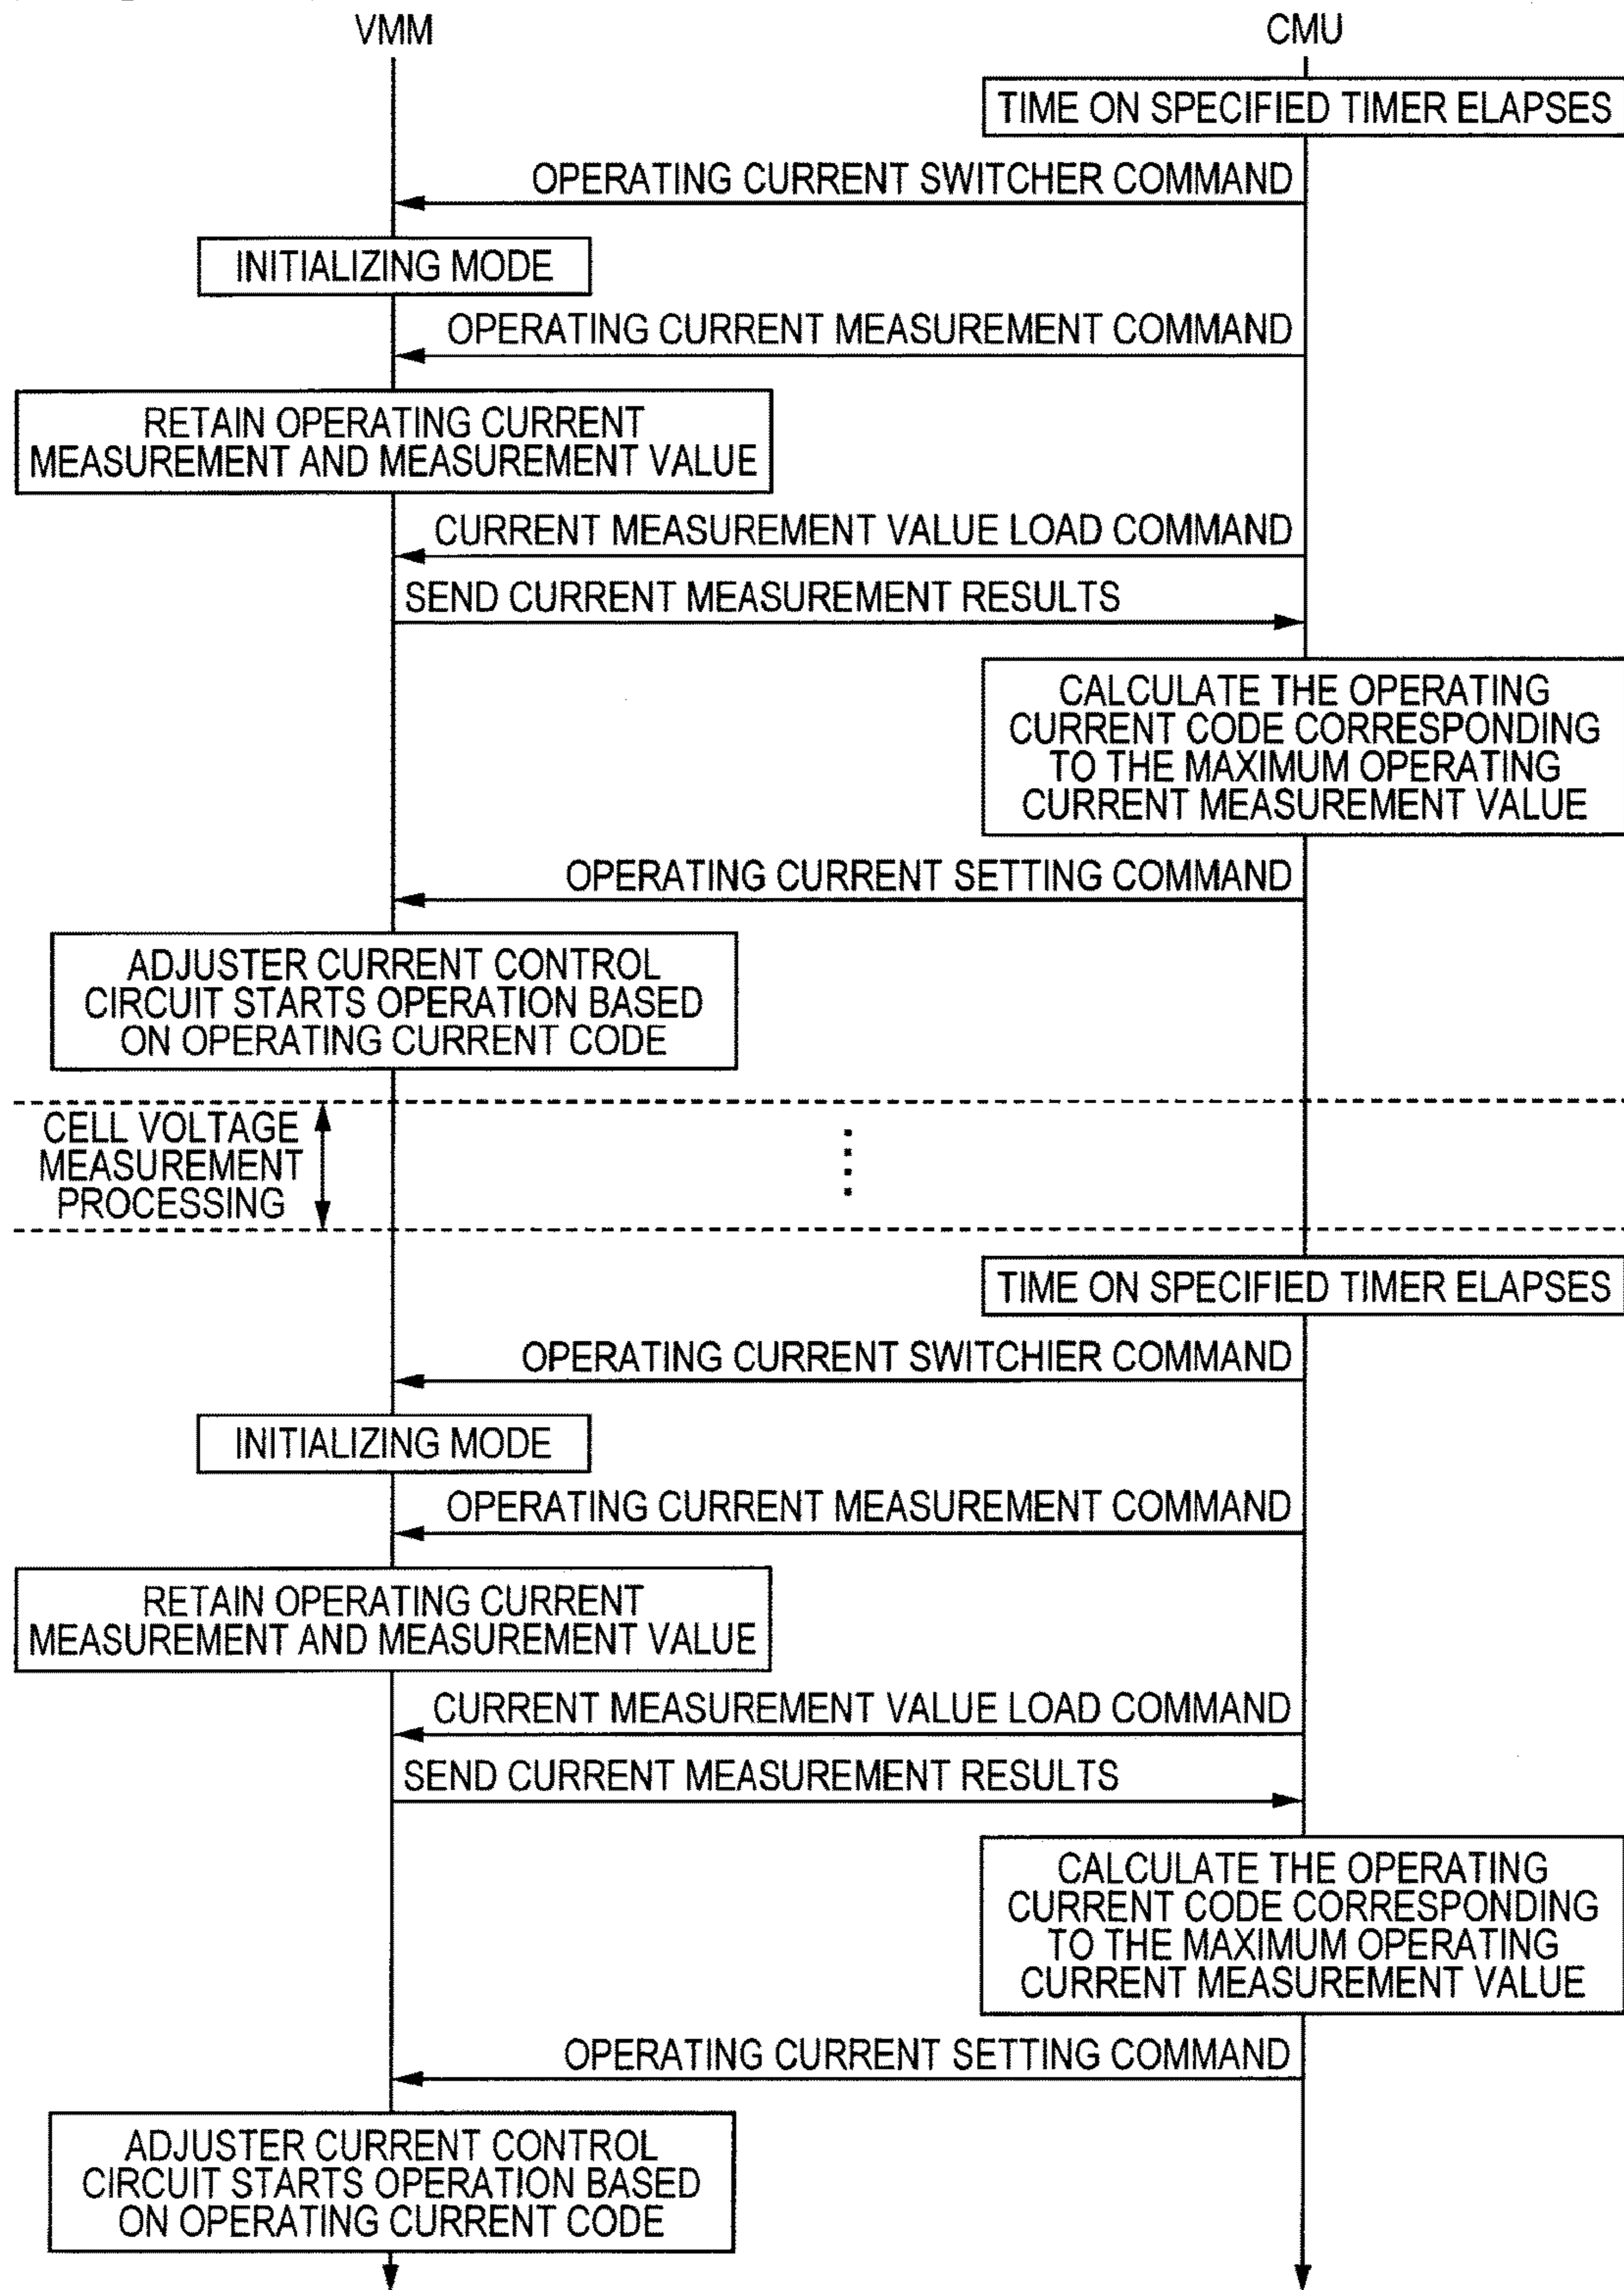 VMM
CMU
TIME ON SPECIFIED TIMER ELAPSES
OPERATING CURRENT SWITCHER COMMAND
INITIALIZING MODE
OPERATING CURRENT MEASUREMENT COMMAND
RETAIN OPERATING CURRENT
MEASUREMENT AND MEASUREMENT VALUE
CURRENT MEASUREMENT VALUE LOAD COMMAND
SEND CURRENT MEASUREMENT RESULTS
CALCULATE THE OPERATING
CURRENT CODE CORRESPONDING
TO THE MAXIMUM OPERATING
CURRENT MEASUREMENT VALUE
OPERATING CURRENT SETTING COMMAND
ADJUSTER CURRENT CONTROL
CIRCUIT STARTS OPERATION BASED
ON OPERATING CURRENT CODE
CELL VOLTAGE
MEASUREMENT
PROCESSING
TIME ON SPECIFIED TIMER ELAPSES
OPERATING CURRENT SWITCHIER COMMAND
INITIALIZING MODE
OPERATING CURRENT MEASUREMENT COMMAND
RETAIN OPERATING CURRENT
MEASUREMENT AND MEASUREMENT VALUE
CURRENT MEASUREMENT VALUE LOAD COMMAND
SEND CURRENT MEASUREMENT RESULTS
CALCULATE THE OPERATING
CURRENT CODE CORRESPONDING
TO THE MAXIMUM OPERATING
CURRENT MEASUREMENT VALUE
OPERATING CURRENT SETTING COMMAND
ADJUSTER CURRENT CONTROL
CIRCUIT STARTS OPERATION BASED
ON OPERATING CURRENT CODE